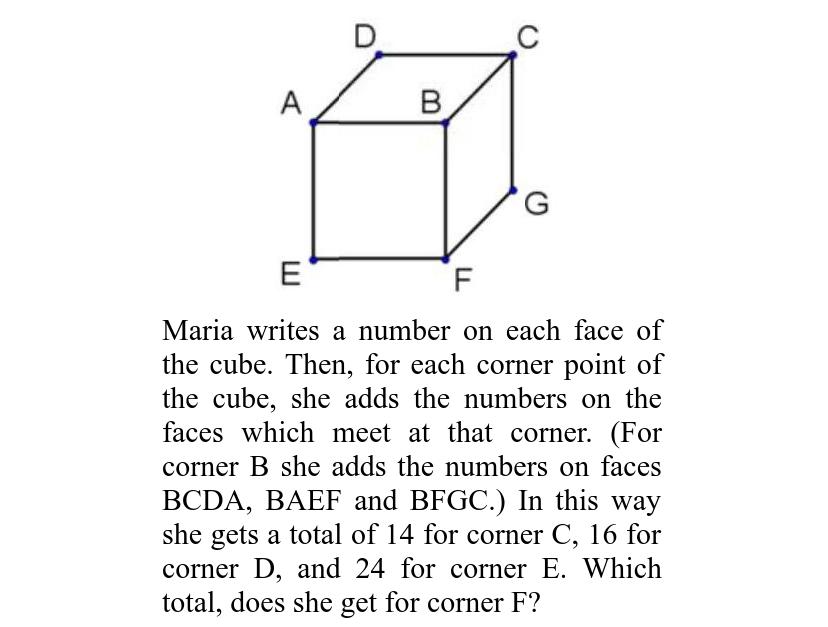 D
C
A
B
G
E
F
Maria writes a number on each face of
the cube. Then, for each corner point of
the cube, she adds the numbers on the
faces which meet at that corner. (For
corner B she adds the numbers on faces
BCDA, BAEF and BFGC.) In this way
she gets a total of 14 for corner C, 16 for
corner D, and 24 for corner E. Which
total, does she get for corner F?